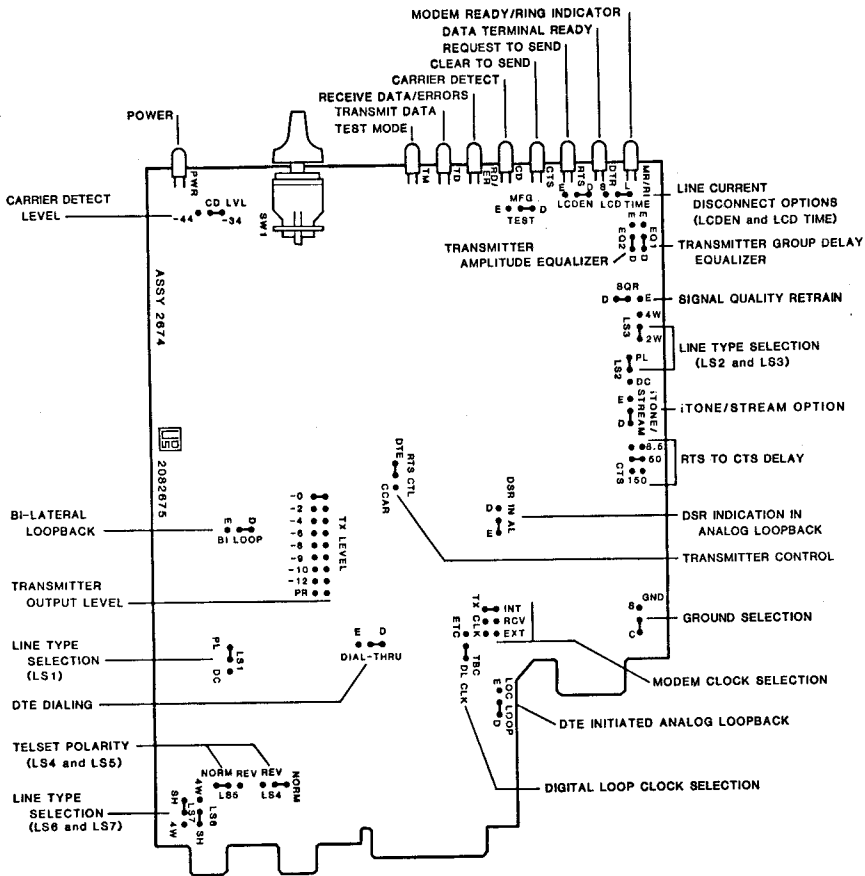 MODEM READY/RING INDICATOR
DATA TERMINAL READY
REQUEST TO SEND
CLEAR TO SEND
CARRIER DETECT
RECEIVE DATA/ERRORS
TRANSMIT DATA
TEST MODE
POWER
PWR
SW1
TM
TD
RD/
ER
CD
CTS
RTS
DTR
MR/RI
CARRIER DETECT
LEVEL
-44
CD LVL
-34
E
MFG
D
TEST
E
D
LCDEN
S
L
LCD TIME
LINE CURRENT
DISCONNECT OPTIONS
(LCDEN and LCD TIME)
E
E
EQ2
EQ1
D
D
TRANSMITTER
AMPLITUDE EQUALIZER
TRANSMITTER GROUP DELAY
EQUALIZER
ASSY 2674
SQR
D
E
SIGNAL QUALITY RETRAIN
4W
LS3
2W
LINE TYPE SELECTION
(LS2 and LS3)
PL
LS2
DC
E
iTONE/
STREAM
D
iTONE/STREAM OPTION
8.5
60
150
CTS
RTS TO CTS DELAY
UDS
2082675
DTE
RTS CTL
CCAR
D
DSR IN AL
E
DSR INDICATION IN
ANALOG LOOPBACK
TRANSMITTER CONTROL
BI-LATERAL
LOOPBACK
E
D
BI LOOP
-0
-2
-4
-6
-8
-9
-10
-12
PR
TX LEVEL
TRANSMITTER
OUTPUT LEVEL
TX CLK
INT
RCV
EXT
ETC
TBC
DL CLK
S
GND
C
GROUND SELECTION
LINE TYPE
SELECTION
(LS1)
PL
LS1
DC
E
D
DIAL-THRU
MODEM CLOCK SELECTION
DTE DIALING
E
LOC LOOP
D
DTE INITIATED ANALOG LOOPBACK
TELSET POLARITY
(LS4 and LS5)
NORM
REV
LS5
REV
LS4
NORM
DIGITAL LOOP CLOCK SELECTION
LINE TYPE
SELECTION
(LS6 and LS7)
SH
LS7
4W
4W
LS6
SH